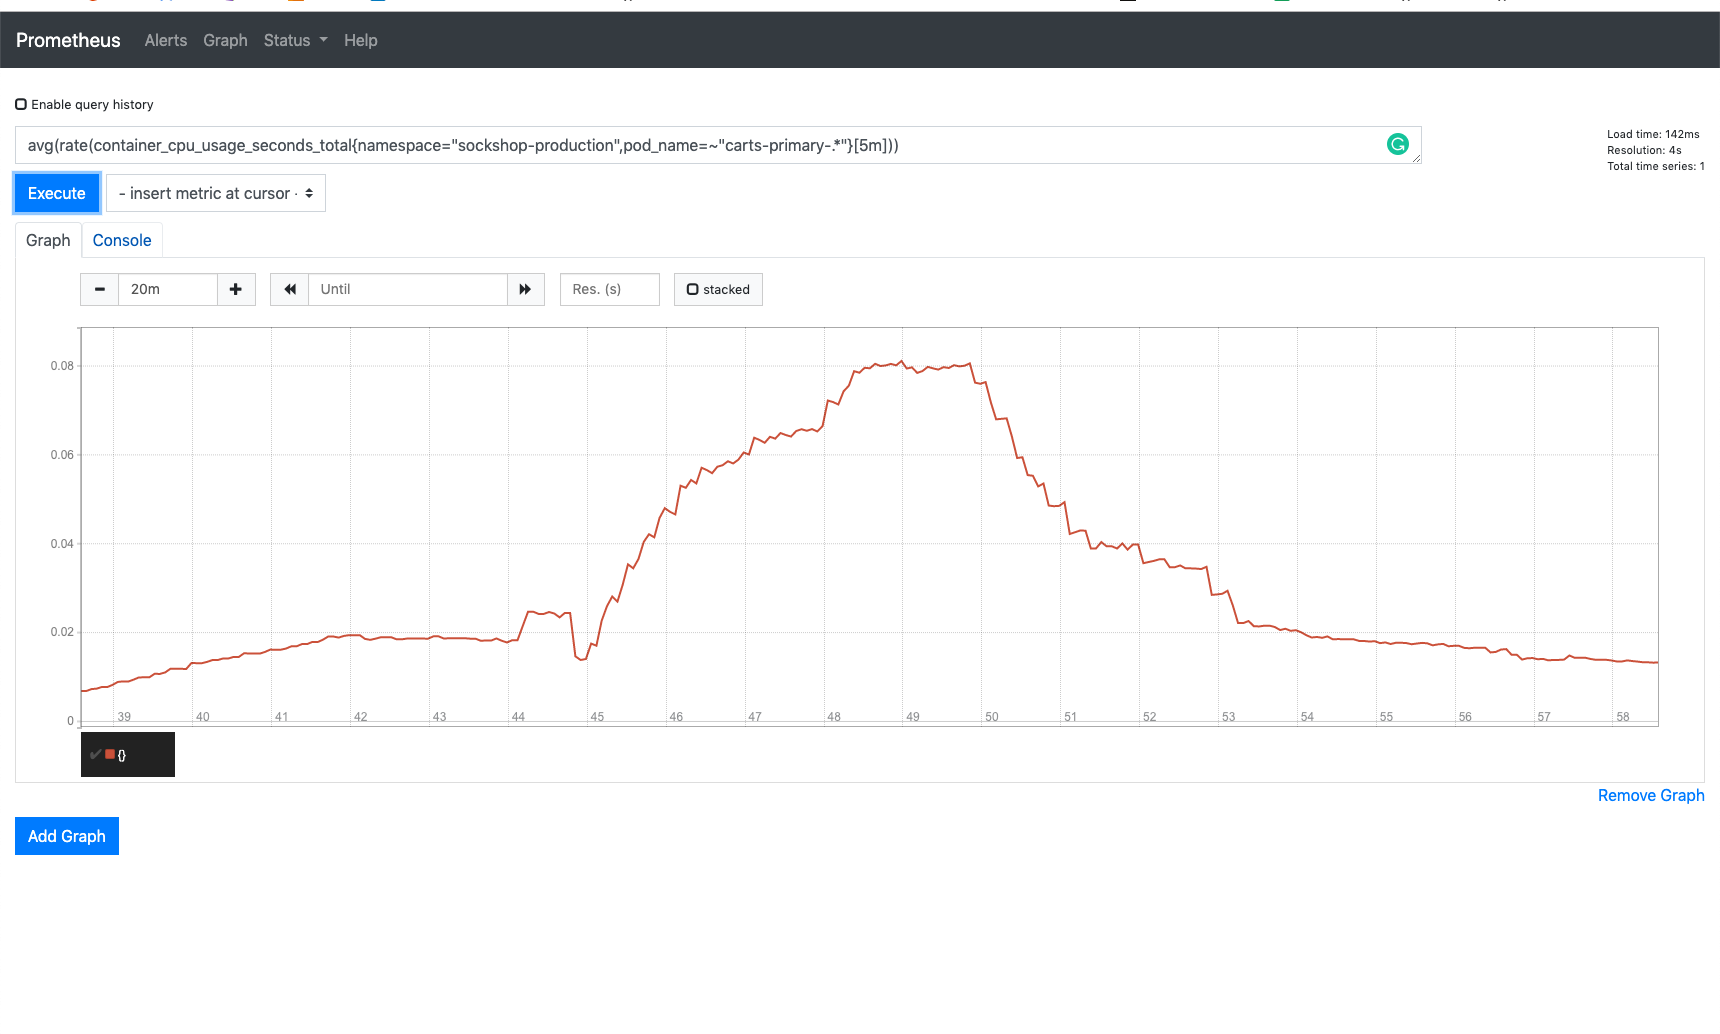 Prometheus Alerts Graph Status Help
Enable query history
avg(rate(container_cpu_usage_seconds_total{namespace="sockshop-production",pod_name=~"carts-primary-.*"}[5m]))
Load time: 142ms
Resolution: 4s
Total time series: 1
Execute - insert metric at cursor -
Graph Console
20m Until Res. (s) stacked
0.08
0.06
0.04
0.02
0
39 40 41 42 43 44 45 46 47 48 49 50 51 52 53 54 55 56 57 58
{}
Remove Graph
Add Graph